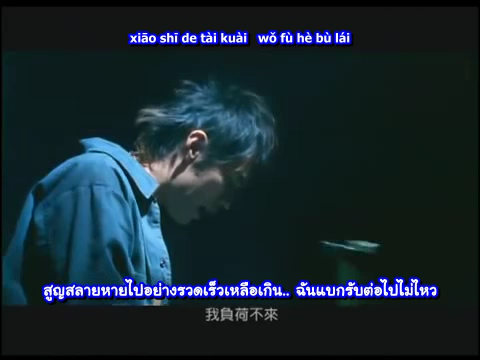 xiāo shī de tài kuài wǒ fù hè bù lái
สูญสลายหายไปอย่างรวดเร็วเหลือเกิน.. ฉันแบกรับต่อไปไม่ไหว
我負荷不來